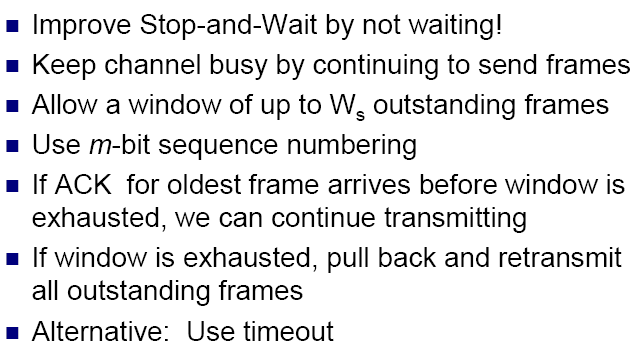 ■ Improve Stop-and-Wait by not waiting!
■ Keep channel busy by continuing to send frames
■ Allow a window of up to Ws outstanding frames
■ Use m-bit sequence numbering
■ If ACK for oldest frame arrives before window is
exhausted, we can continue transmitting
■ If window is exhausted, pull back and retransmit
all outstanding frames
■ Alternative: Use timeout